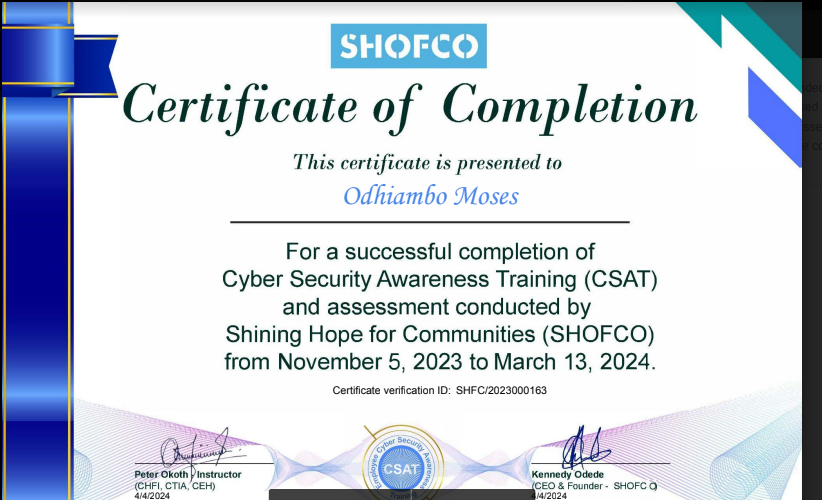 SHOFCO
Certificate of Completion
This certificate is presented to
Odhiambo Moses
For a successful completion of
Cyber Security Awareness Training (CSAT)
and assessment conducted by
Shining Hope for Communities (SHOFCO)
from November 5, 2023 to March 13, 2024.
Certificate verification ID: SHFC/2023000163
Employee Cyber Security Awareness
CSAT
Training
Peter Okoth / Instructor
(CHFI, CTIA, CEH)
4/4/2024
Kennedy Odede
(CEO & Founder - SHOFCO)
4/4/2024